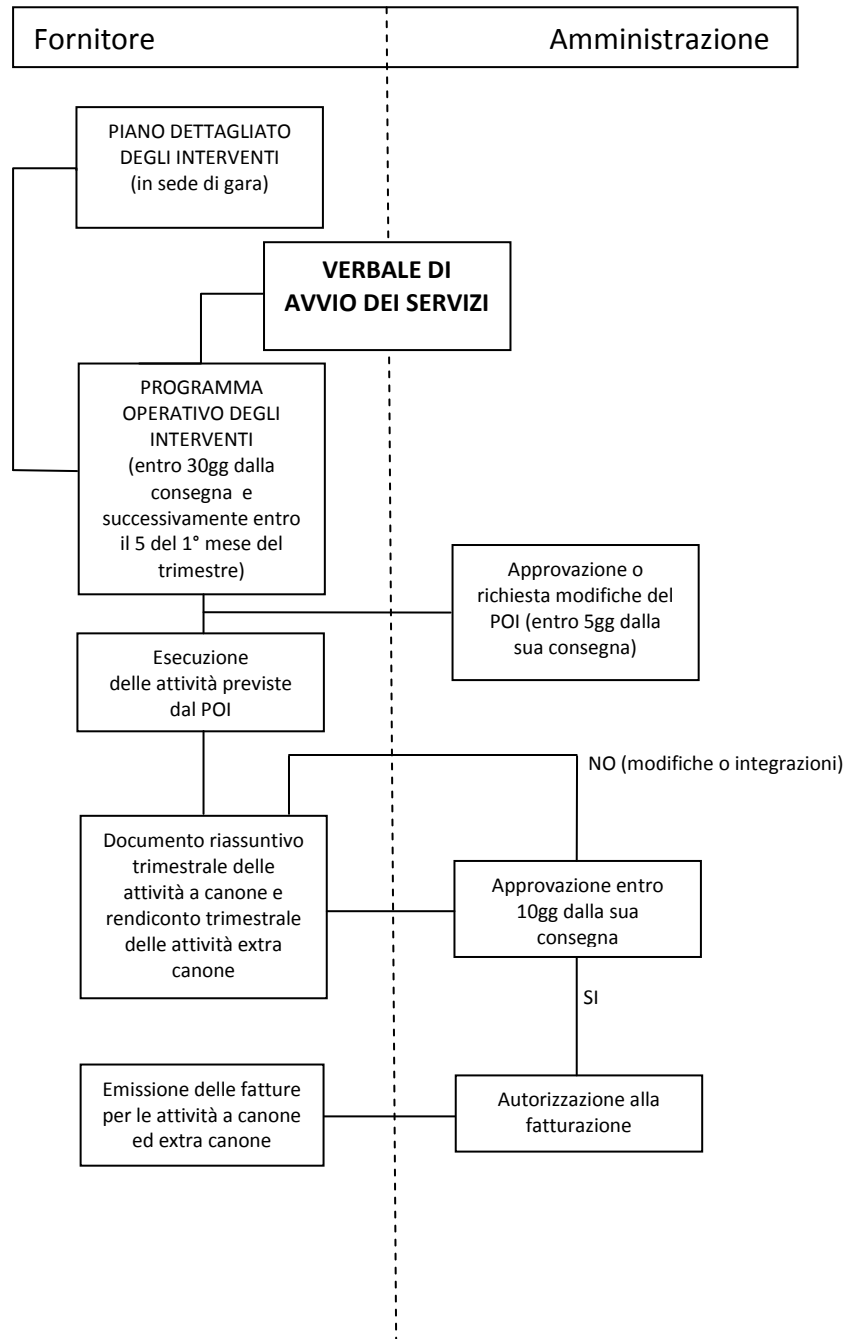 Fornitore Amministrazione
PIANO DETTAGLIATO
DEGLI INTERVENTI
(in sede di gara)
VERBALE DI
AVVIO DEI SERVIZI
PROGRAMMA
OPERATIVO DEGLI
INTERVENTI
(entro 30gg dalla
consegna e
successivamente entro
il 5 del 1° mese del
trimestre)
Approvazione o
richiesta modifiche del
POI (entro 5gg dalla
sua consegna)
Esecuzione
delle attività previste
dal POI
NO (modifiche o integrazioni)
Documento riassuntivo
trimestrale delle
attività a canone e
rendiconto trimestrale
delle attività extra
canone
Approvazione entro
10gg dalla sua
consegna
SI
Emissione delle fatture
per le attività a canone
ed extra canone
Autorizzazione alla
fatturazione